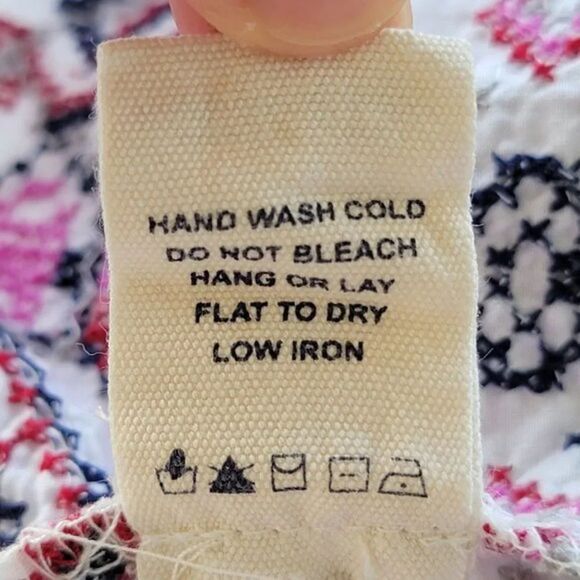 HAND WASH COLD
DO NOT BLEACH
HANG OR LAY
FLAT TO DRY
LOW IRON